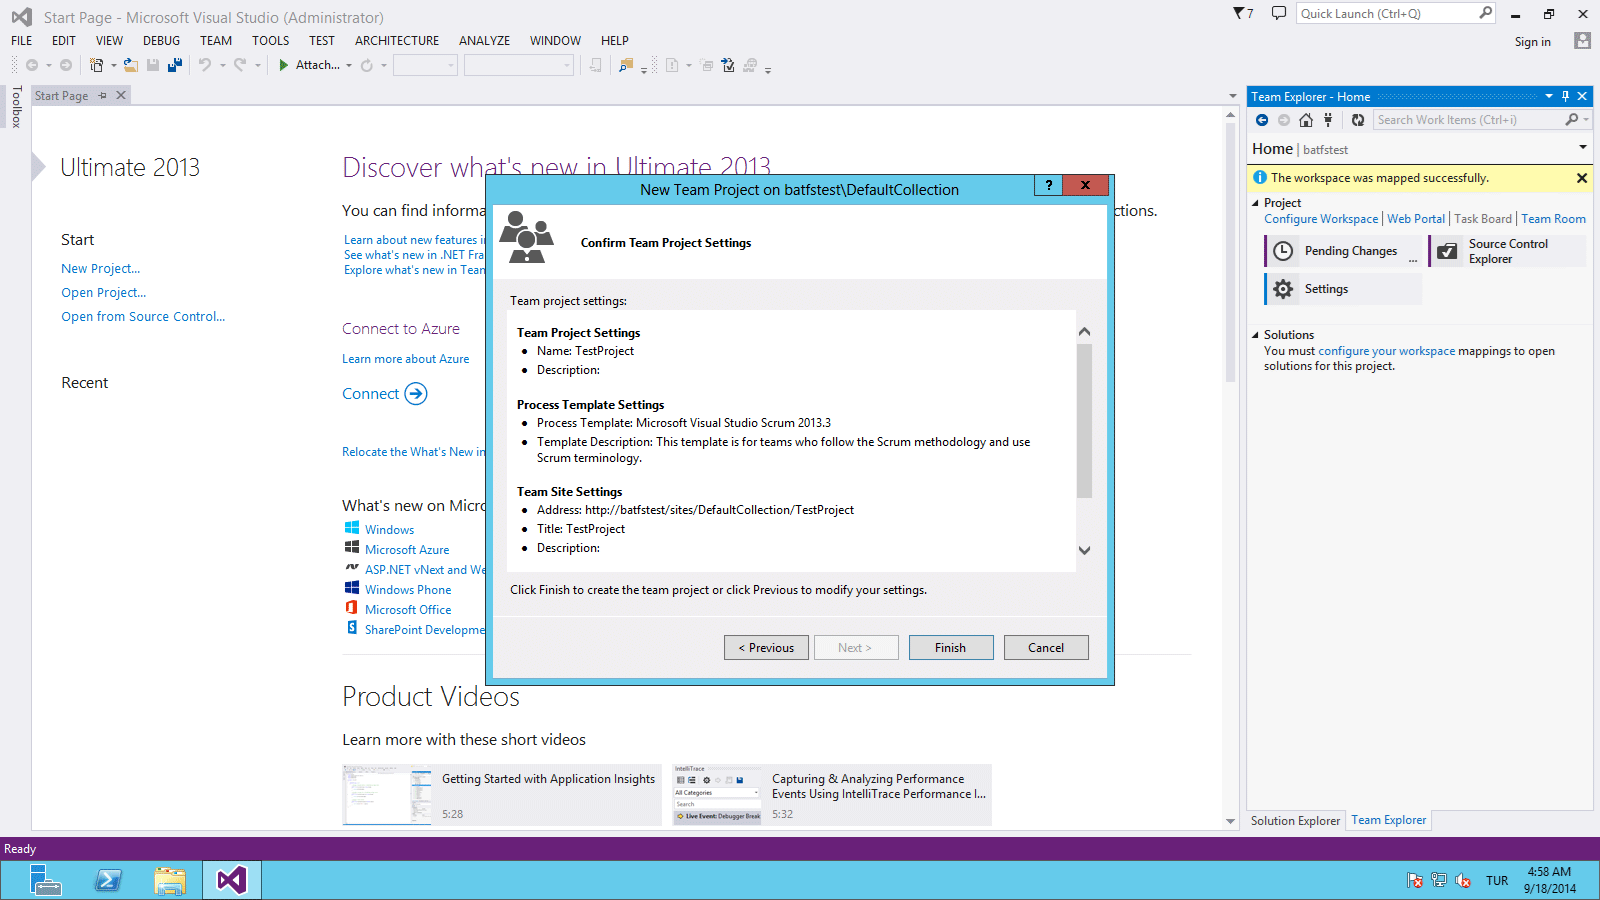 Start Page - Microsoft Visual Studio (Administrator)
7
Quick Launch (Ctrl+Q)
FILE EDIT VIEW DEBUG TEAM TOOLS TEST ARCHITECTURE ANALYZE WINDOW HELP
Sign in
Attach...
Toolbox
Start Page
Ultimate 2013
Start
New Project...
Open Project...
Open from Source Control...
Recent
Discover what's new in Ultimate 2013
You can find informa
ctions.
Learn about new features i
See what's new in .NET Fra
Explore what's new in Tean
Connect to Azure
Learn more about Azure
Connect
Relocate the What's New in
What's new on Micro
Windows
Microsoft Azure
ASP.NET vNext and We
Windows Phone
Microsoft Office
SharePoint Developme
Product Videos
Learn more with these short videos
Getting Started with Application Insights
5:28
IntelliTrace
All Categories
Search
Live Event: Debugger Break
Capturing & Analyzing Performance
Events Using IntelliTrace Performance I...
5:32
New Team Project on batfstest\DefaultCollection
?
x
Confirm Team Project Settings
Team project settings:
Team Project Settings
• Name: TestProject
• Description:
Process Template Settings
• Process Template: Microsoft Visual Studio Scrum 2013.3
• Template Description: This template is for teams who follow the Scrum methodology and use
Scrum terminology.
Team Site Settings
• Address: http://batfstest/sites/DefaultCollection/TestProject
• Title: TestProject
• Description:
Click Finish to create the team project or click Previous to modify your settings.
< Previous
Next >
Finish
Cancel
Team Explorer - Home
Search Work Items (Ctrl+i)
Home | batfstest
The workspace was mapped successfully.
Project
Configure Workspace | Web Portal | Task Board | Team Room
Pending Changes
...
Source Control
Explorer
Settings
Solutions
You must configure your workspace mappings to open
solutions for this project.
Solution Explorer
Team Explorer
Ready
TUR
4:58 AM
9/18/2014